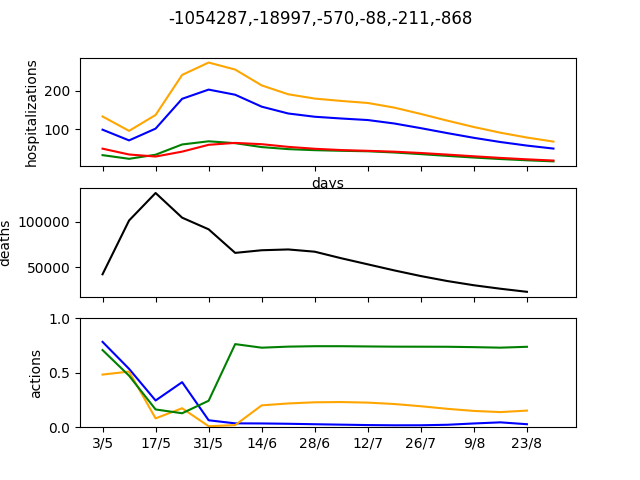 -1054287,-18997,-570,-88,-211,-868
hospitalizations
200
100
days
deaths
100000
50000
actions
1.0
0.5
0.0
3/5 17/5 31/5 14/6 28/6 12/7 26/7 9/8 23/8